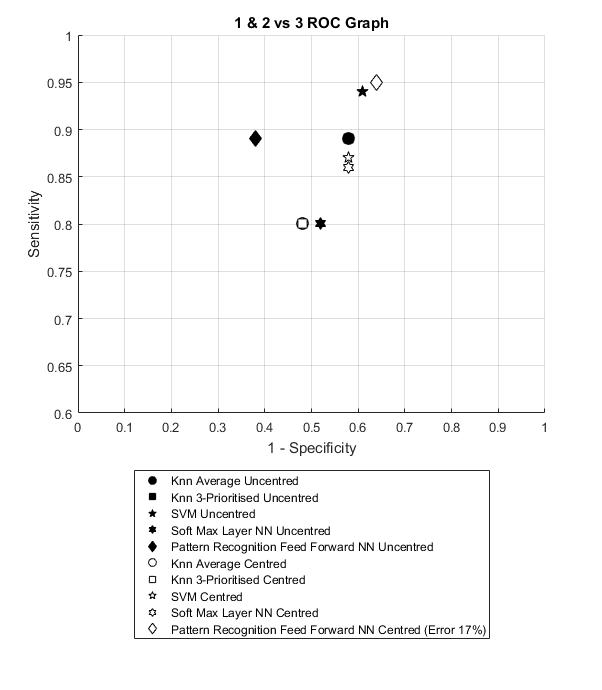 1 & 2 vs 3 ROC Graph
1
0.95
0.9
0.85
0.8
0.75
0.7
0.65
0.6
Sensitivity
0 0.1 0.2 0.3 0.4 0.5 0.6 0.7 0.8 0.9 1
1 - Specificity
Knn Average Uncentred
Knn 3-Prioritised Uncentred
SVM Uncentred
Soft Max Layer NN Uncentred
Pattern Recognition Feed Forward NN Uncentred
Knn Average Centred
Knn 3-Prioritised Centred
SVM Centred
Soft Max Layer NN Centred
Pattern Recognition Feed Forward NN Centred (Error 17%)